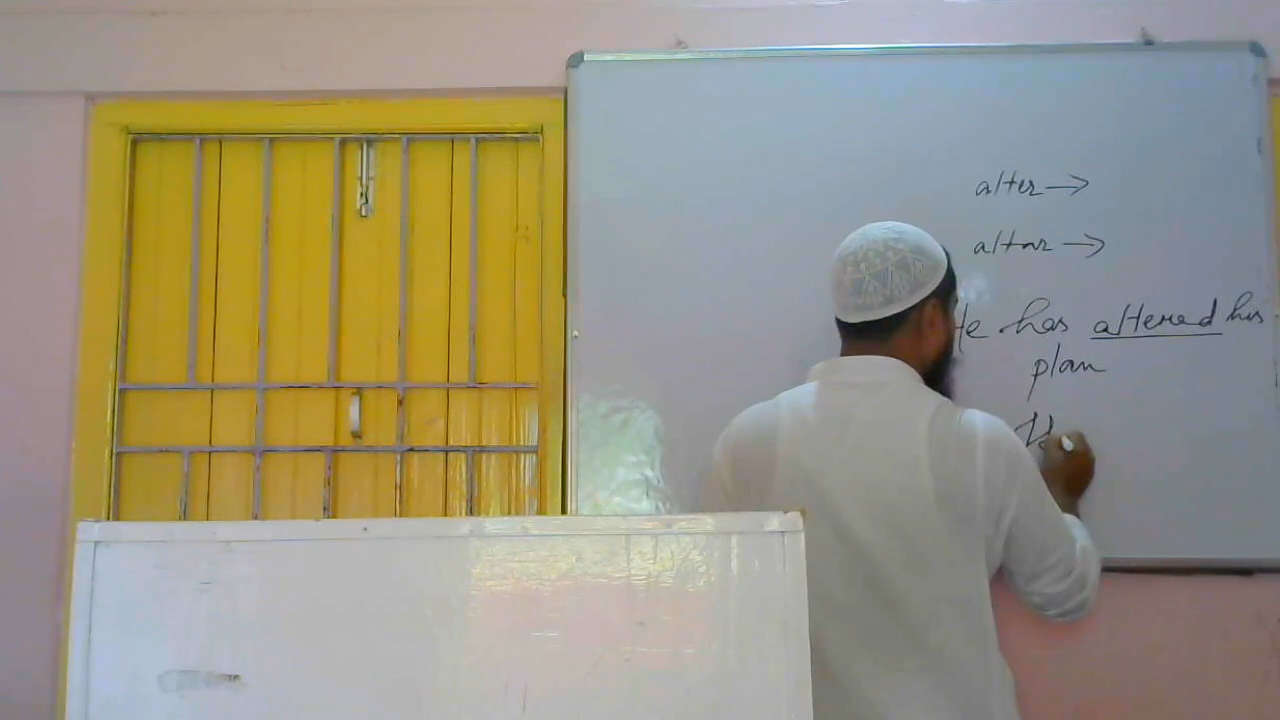 alter →
altar →
He has altered his
plan